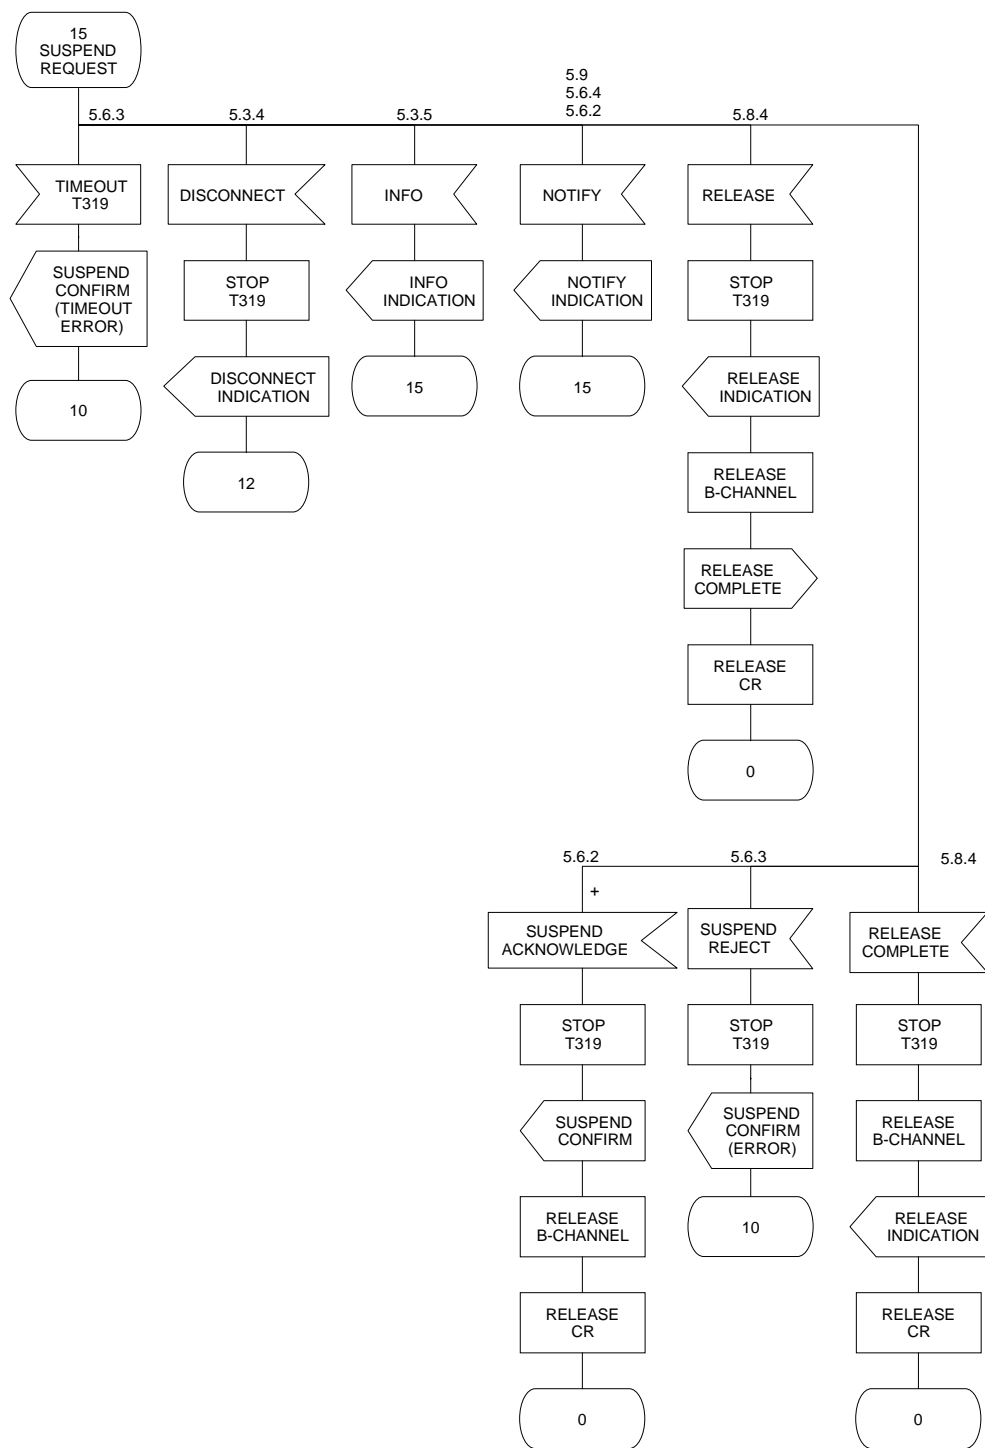 15
SUSPEND
REQUEST
5.6.3
5.3.4
5.3.5
5.9
5.6.4
5.6.2
5.8.4
TIMEOUT
T319
DISCONNECT
INFO
NOTIFY
RELEASE
SUSPEND
CONFIRM
(TIMEOUT
ERROR)
STOP
T319
INFO
INDICATION
NOTIFY
INDICATION
STOP
T319
10
DISCONNECT
INDICATION
15
15
RELEASE
INDICATION
12
RELEASE
B-CHANNEL
RELEASE
COMPLETE
RELEASE
CR
0
5.6.2
5.6.3
5.8.4
+
SUSPEND
ACKNOWLEDGE
SUSPEND
REJECT
RELEASE
COMPLETE
STOP
T319
STOP
T319
STOP
T319
SUSPEND
CONFIRM
SUSPEND
CONFIRM
(ERROR)
RELEASE
B-CHANNEL
RELEASE
B-CHANNEL
10
RELEASE
INDICATION
RELEASE
CR
RELEASE
CR
0
0